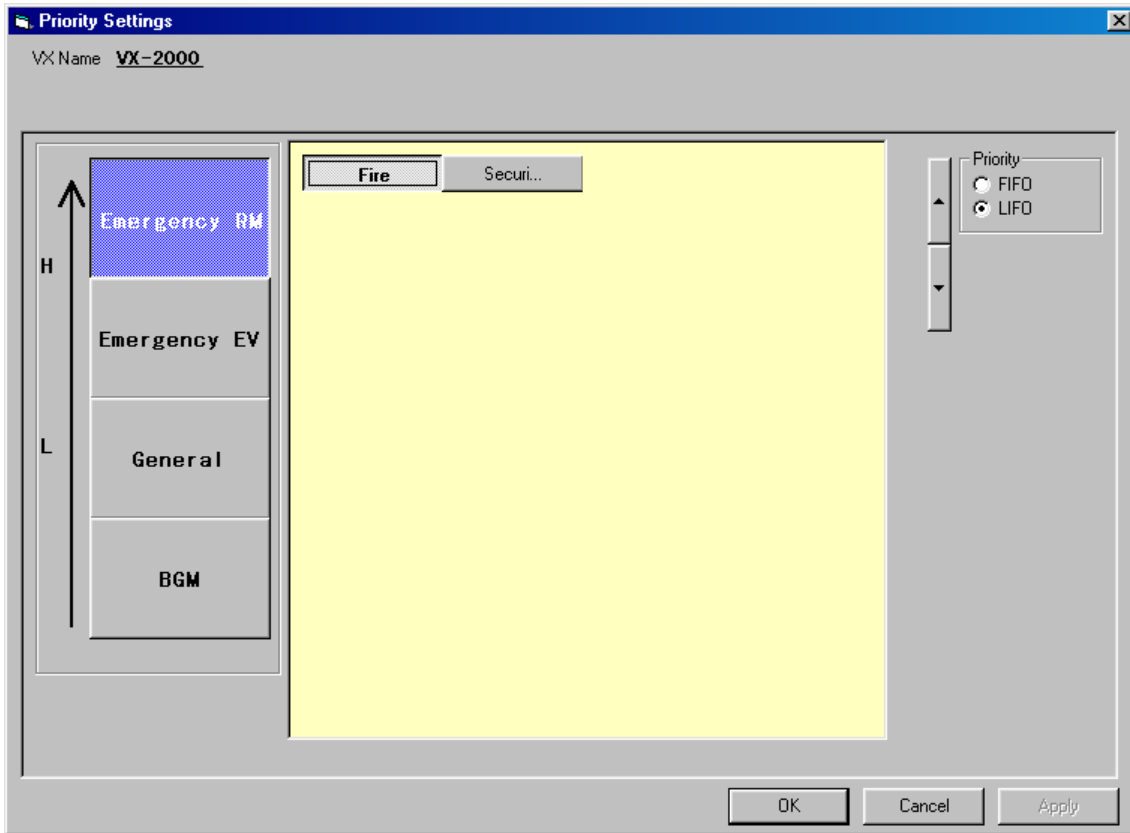 Priority Settings
VX Name VX-2000
Emergency RM
H
Emergency EV
L
General
BGM
Fire
Securi...
Priority
FIFO
LIFO
OK
Cancel
Apply